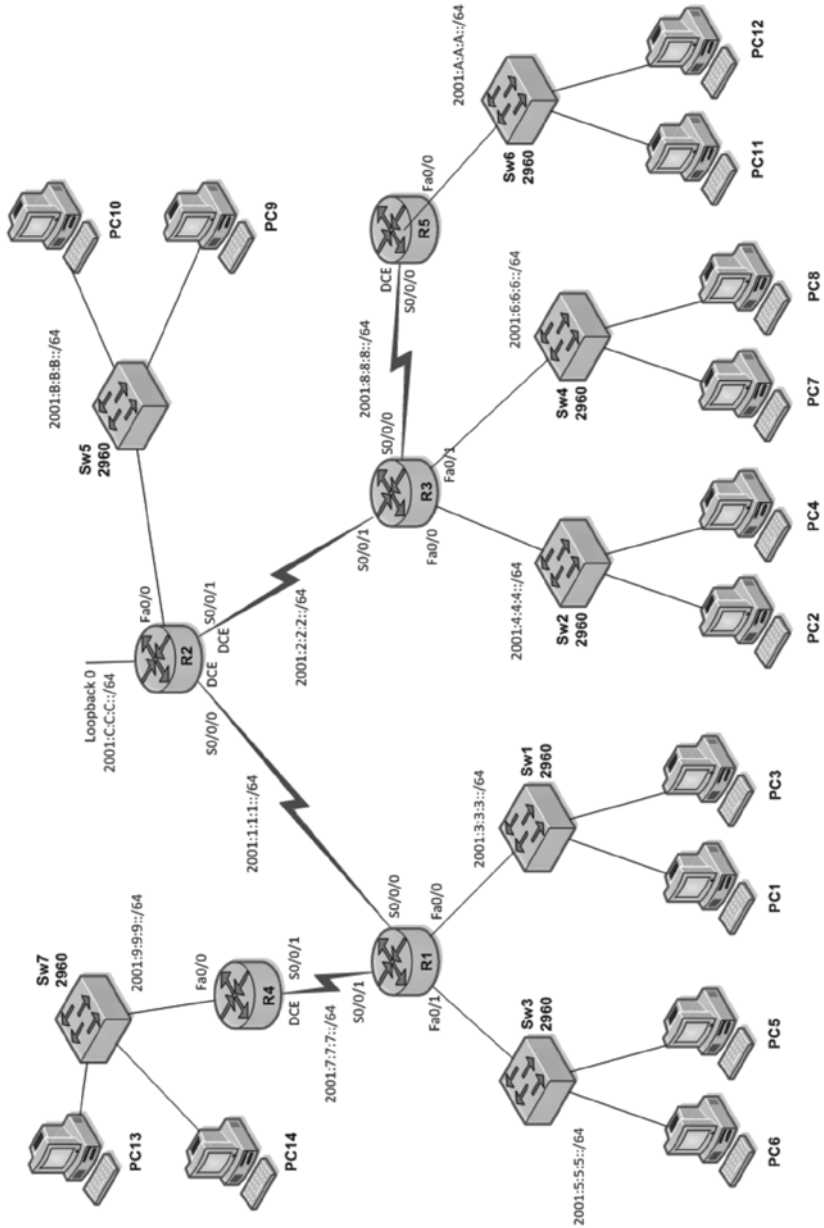 PC13
PC14
Sw7
2960
2001:9:9:9::/64
Fa0/0
R4
DCE
S0/0/1
2001:7:7:7::/64
S0/0/1
Loopback 0
2001:C:C:C::/64
R2
Fa0/0
S0/0/0
DCE
DCE
S0/0/1
Sw5
2960
2001:B:B:B::/64
PC10
PC9
2001:1:1:1::/64
2001:2:2:2::/64
R1
S0/0/0
Fa0/1
Fa0/0
S0/0/1
R3
S0/0/0
Fa0/0
Fa0/1
2001:8:8:8::/64
DCE
S0/0/0
R5
Fa0/0
2001:5:5:5::/64
Sw3
2960
2001:3:3:3::/64
Sw1
2960
2001:4:4:4::/64
Sw2
2960
2001:6:6:6::/64
Sw4
2960
2001:A:A:A::/64
Sw6
2960
PC6
PC5
PC1
PC3
PC2
PC4
PC7
PC8
PC11
PC12